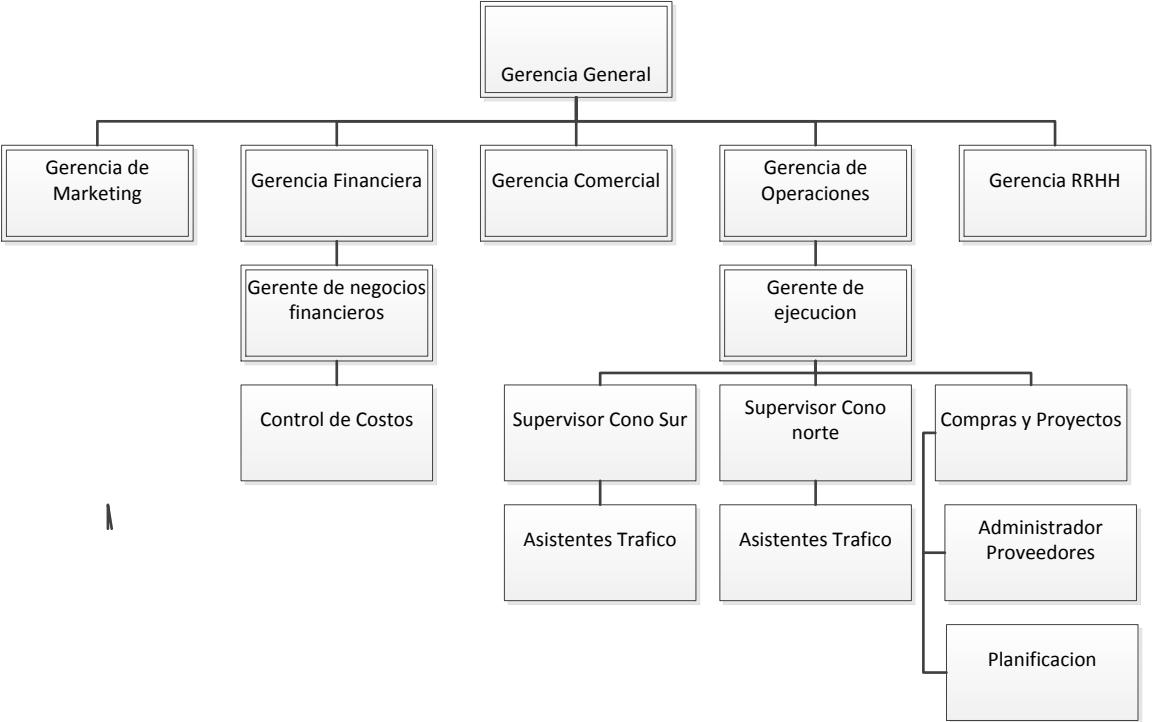 Gerencia General
Gerencia de
Marketing
Gerencia Financiera
Gerencia Comercial
Gerencia de
Operaciones
Gerencia RRHH
Gerente de negocios
financieros
Gerente de
ejecucion
Control de Costos
Supervisor Cono Sur
Supervisor Cono
norte
Compras y Proyectos
Asistentes Trafico
Asistentes Trafico
Administrador
Proveedores
Planificacion